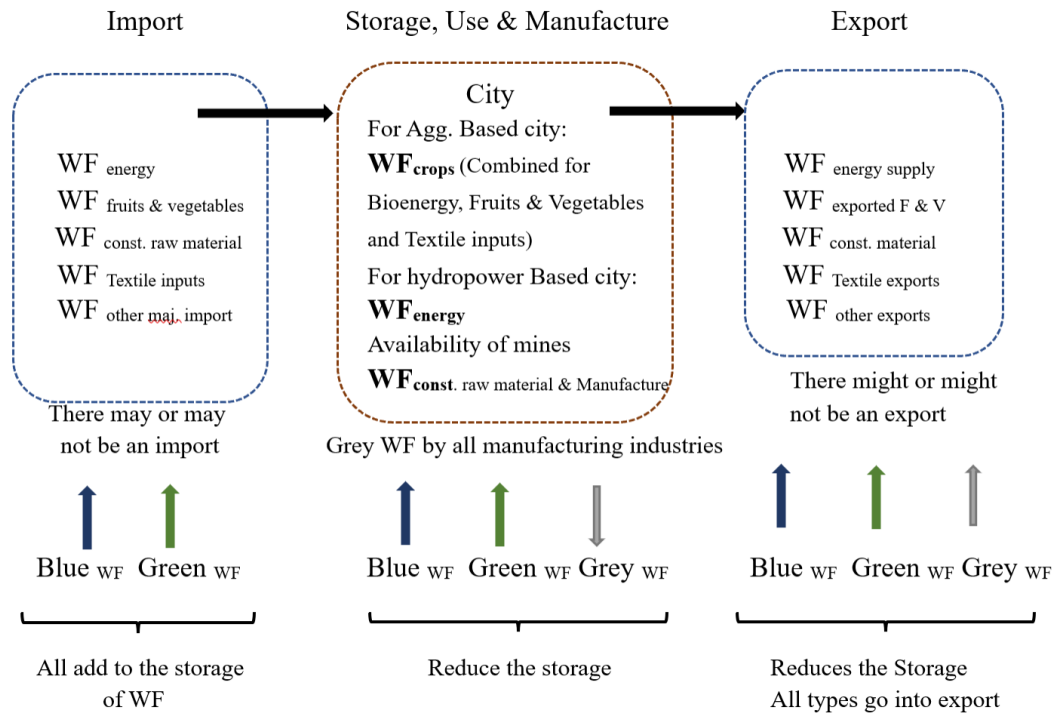 Import
Storage, Use & Manufacture
Export
WF energy
WF fruits & vegetables
WF const. raw material
WF Textile inputs
WF other maj. import
City
For Agg. Based city:
WFcrops (Combined for
Bioenergy, Fruits & Vegetables
and Textile inputs)
For hydropower Based city:
WFenergy
Availability of mines
WFconst. raw material & Manufacture
WF energy supply
WF exported F & V
WF const. material
WF Textile exports
WF other exports
There may or may
not be an import
Grey WF by all manufacturing industries
There might or might
not be an export
Blue WF Green WF
Blue WF Green WF Grey WF
Blue WF Green WF Grey WF
All add to the storage
of WF
Reduce the storage
Reduces the Storage
All types go into export